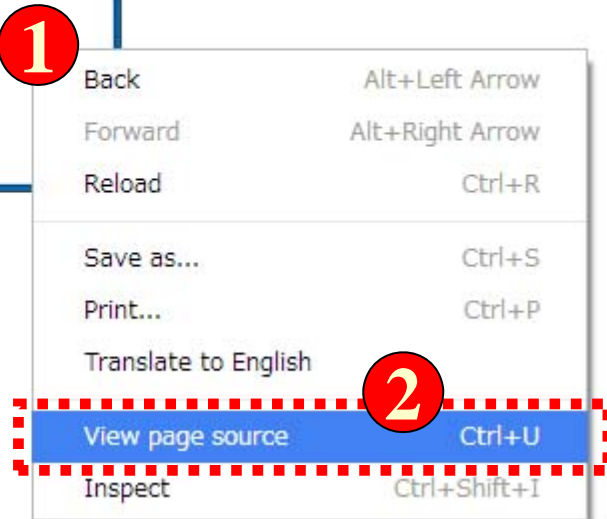 1
Back Alt+Left Arrow
Forward Alt+Right Arrow
Reload Ctrl+R
Save as... Ctrl+S
Print... Ctrl+P
Translate to English
2
View page source Ctrl+U
Inspect Ctrl+Shift+I